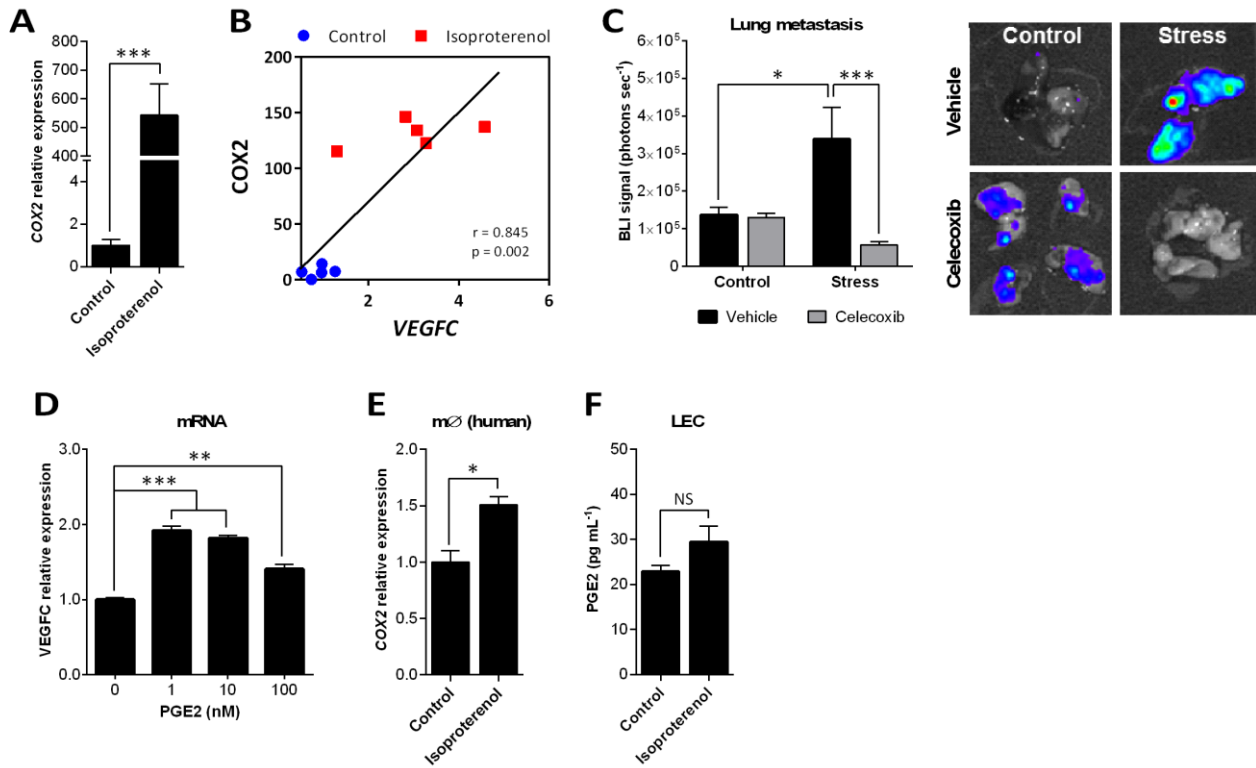 A
COX2 relative expression
800
700
600
500
400
6
4
2
0
***
Control
Isoproterenol
B
Control
Isoproterenol
COX2
200
150
100
50
0
2
4
6
r = 0.845
p = 0.002
VEGFC
C
Lung metastasis
BLI signal (photons sec-1)
6×10⁵
5×10⁵
4×10⁵
3×10⁵
2×10⁵
1×10⁵
0
*
***
Control
Stress
Vehicle
Celecoxib
Control
Stress
Vehicle
Celecoxib
D
mRNA
VEGFC relative expression
3.0
2.0
1.0
0.0
**
***
0
1
10
100
PGE2 (nM)
E
mØ (human)
COX2 relative expression
2.0
1.5
1.0
0.5
0.0
*
Control
Isoproterenol
F
LEC
PGE2 (pg mL-1)
50
40
30
20
10
0
NS
Control
Isoproterenol